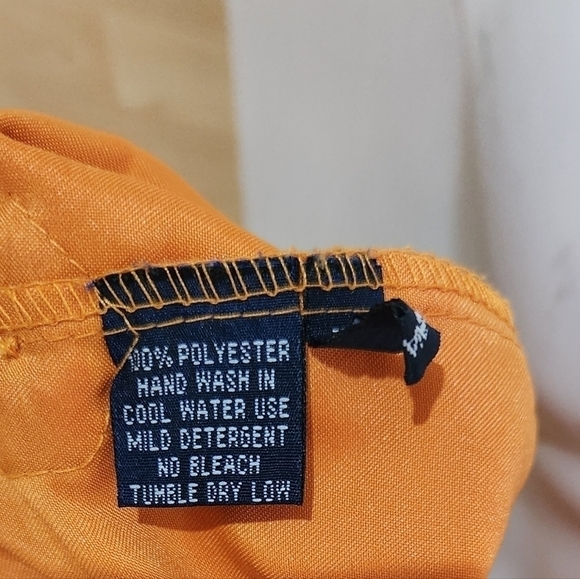 100% POLYESTER
HAND WASH IN
COOL WATER USE
MILD DETERGENT
NO BLEACH
TUMBLE DRY LOW